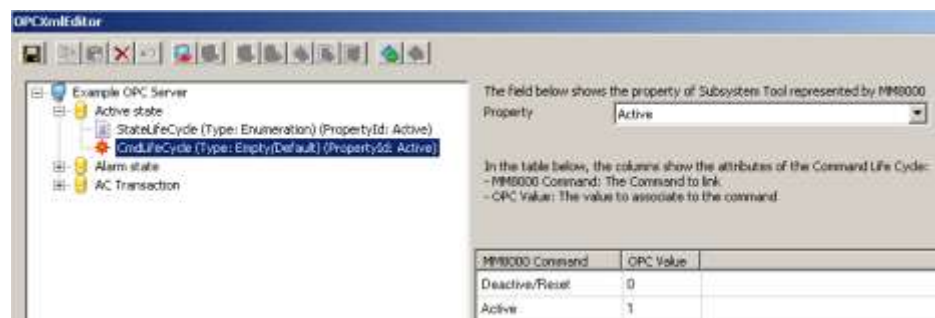 OPCXmlEditor
Example OPC Server
Active state
StateLifeCycle (Type: Enumeration) (PropertyId: Active)
CmdLifeCycle (Type: Empty(Default) (PropertyId: Active)
Alarm state
AC Transaction
The field below shows the property of Subsystem Tool represented by MM8000
Property
Active
In the table below, the columns show the attributes of the Command Life Cycle:
- MM8000 Command: The Command to link
- OPC Value: The value to associate to the command
MM8000 Command OPC Value
Deactive/Reset 0
Active 1